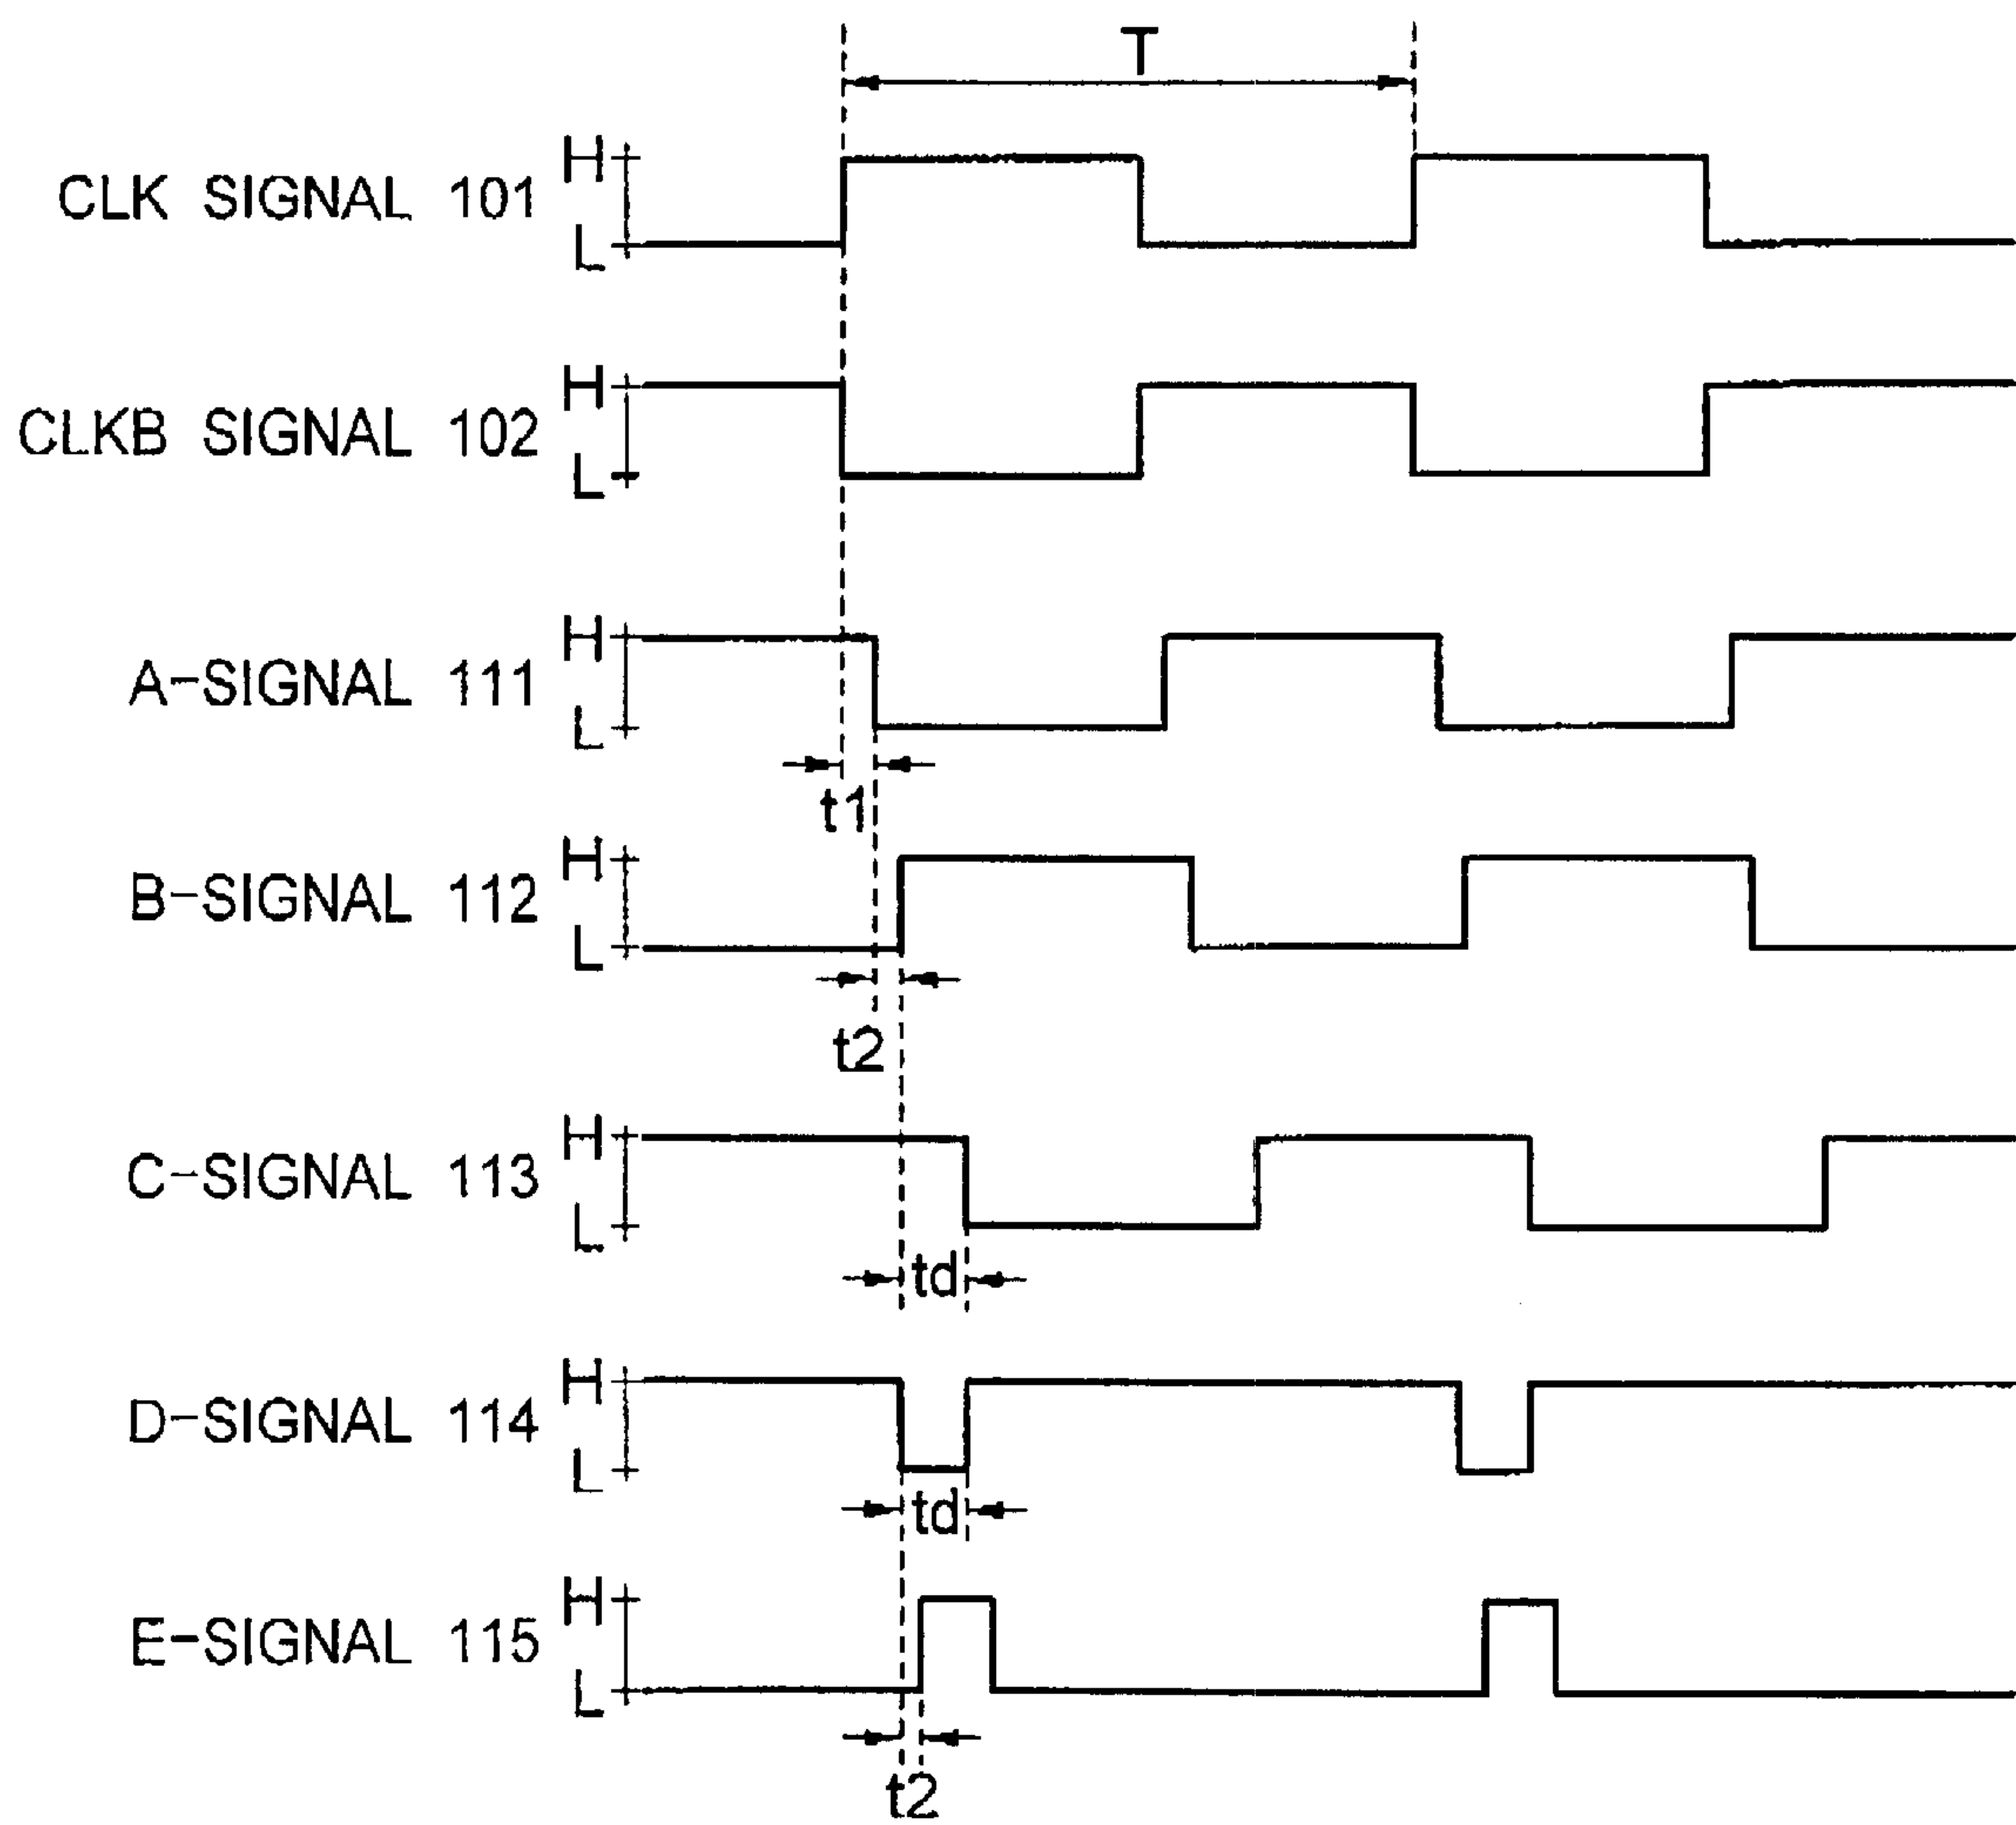 T
CLK SIGNAL 101 H
L
CLKB SIGNAL 102 H
L
A-SIGNAL 111 H
L
t1
B-SIGNAL 112 H
L
t2
C-SIGNAL 113 H
L
td
D-SIGNAL 114 H
L
td
E-SIGNAL 115 H
L
t2